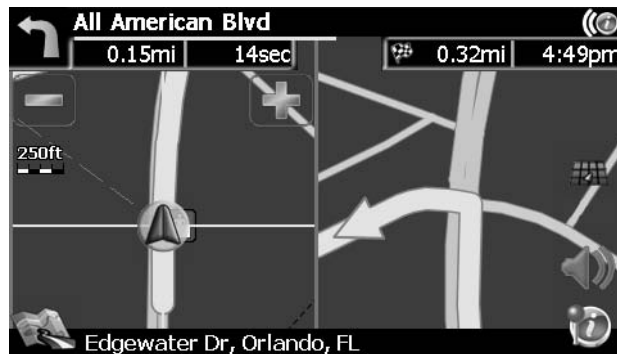 All American Blvd
0.15mi 14sec 0.32mi 4:49pm
250ft
Edgewater Dr, Orlando, FL